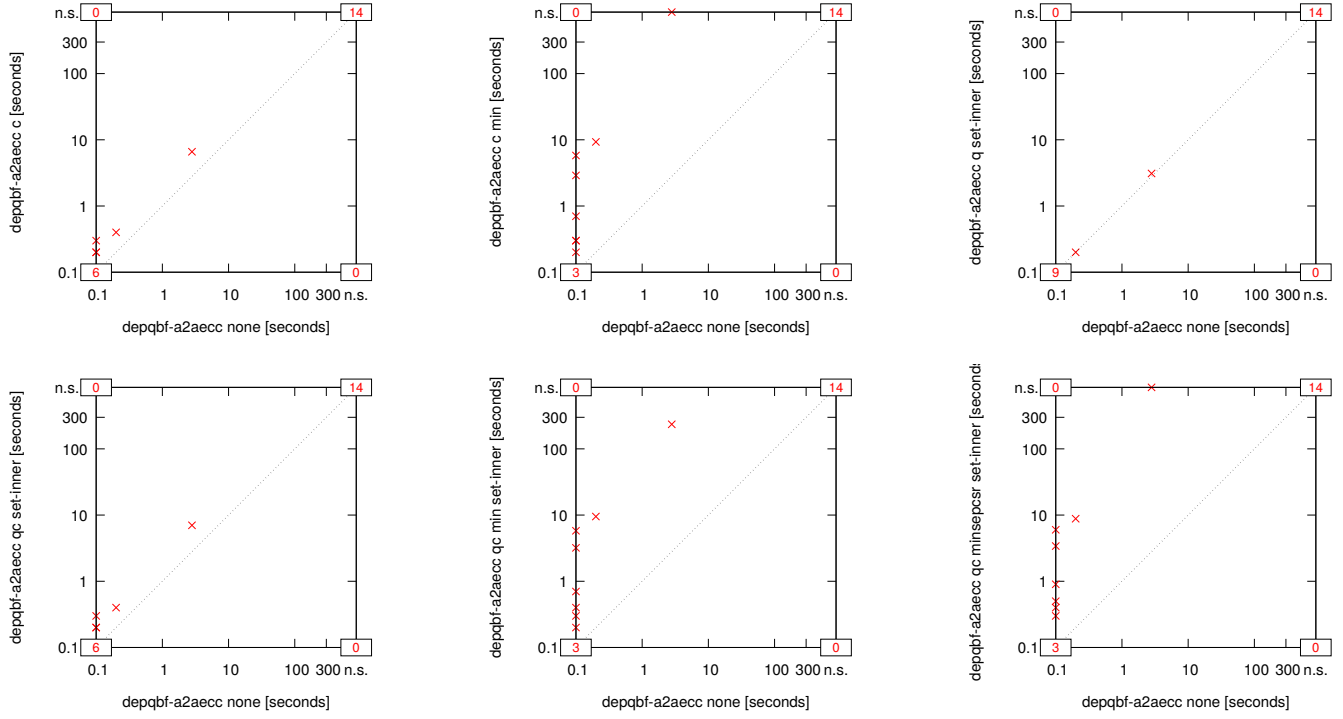 n.s. 0 14
300
100
10
1
0.1 6 0
0.1 1 10 100 300 n.s.
depqbf-a2aecc c [seconds]
depqbf-a2aecc none [seconds]
n.s. 0 14
300
100
10
1
0.1 3 0
0.1 1 10 100 300 n.s.
depqbf-a2aecc c min [seconds]
depqbf-a2aecc none [seconds]
n.s. 0 14
300
100
10
1
0.1 9 0
0.1 1 10 100 300 n.s.
depqbf-a2aecc q set-inner [seconds]
depqbf-a2aecc none [seconds]
n.s. 0 14
300
100
10
1
0.1 6 0
0.1 1 10 100 300 n.s.
depqbf-a2aecc qc set-inner [seconds]
depqbf-a2aecc none [seconds]
n.s. 0 14
300
100
10
1
0.1 3 0
0.1 1 10 100 300 n.s.
depqbf-a2aecc qc min set-inner [seconds]
depqbf-a2aecc none [seconds]
n.s. 0 14
300
100
10
1
0.1 3 0
0.1 1 10 100 300 n.s.
depqbf-a2aecc qc minsepcsr set-inner [second
depqbf-a2aecc none [seconds]